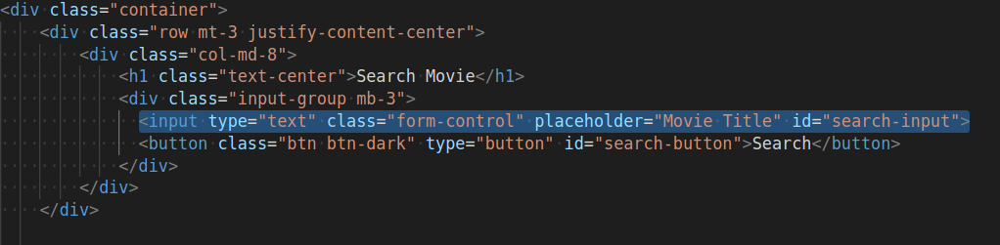 <div class="container">
<div class="row mt-3 justify-content-center">
<div class="col-md-8">
<h1 class="text-center">Search Movie</h1>
<div class="input-group mb-3">
<input type="text" class="form-control" placeholder="Movie Title" id="search-input">
<button class="btn btn-dark" type="button" id="search-button">Search</button>
</div>
</div>
</div>